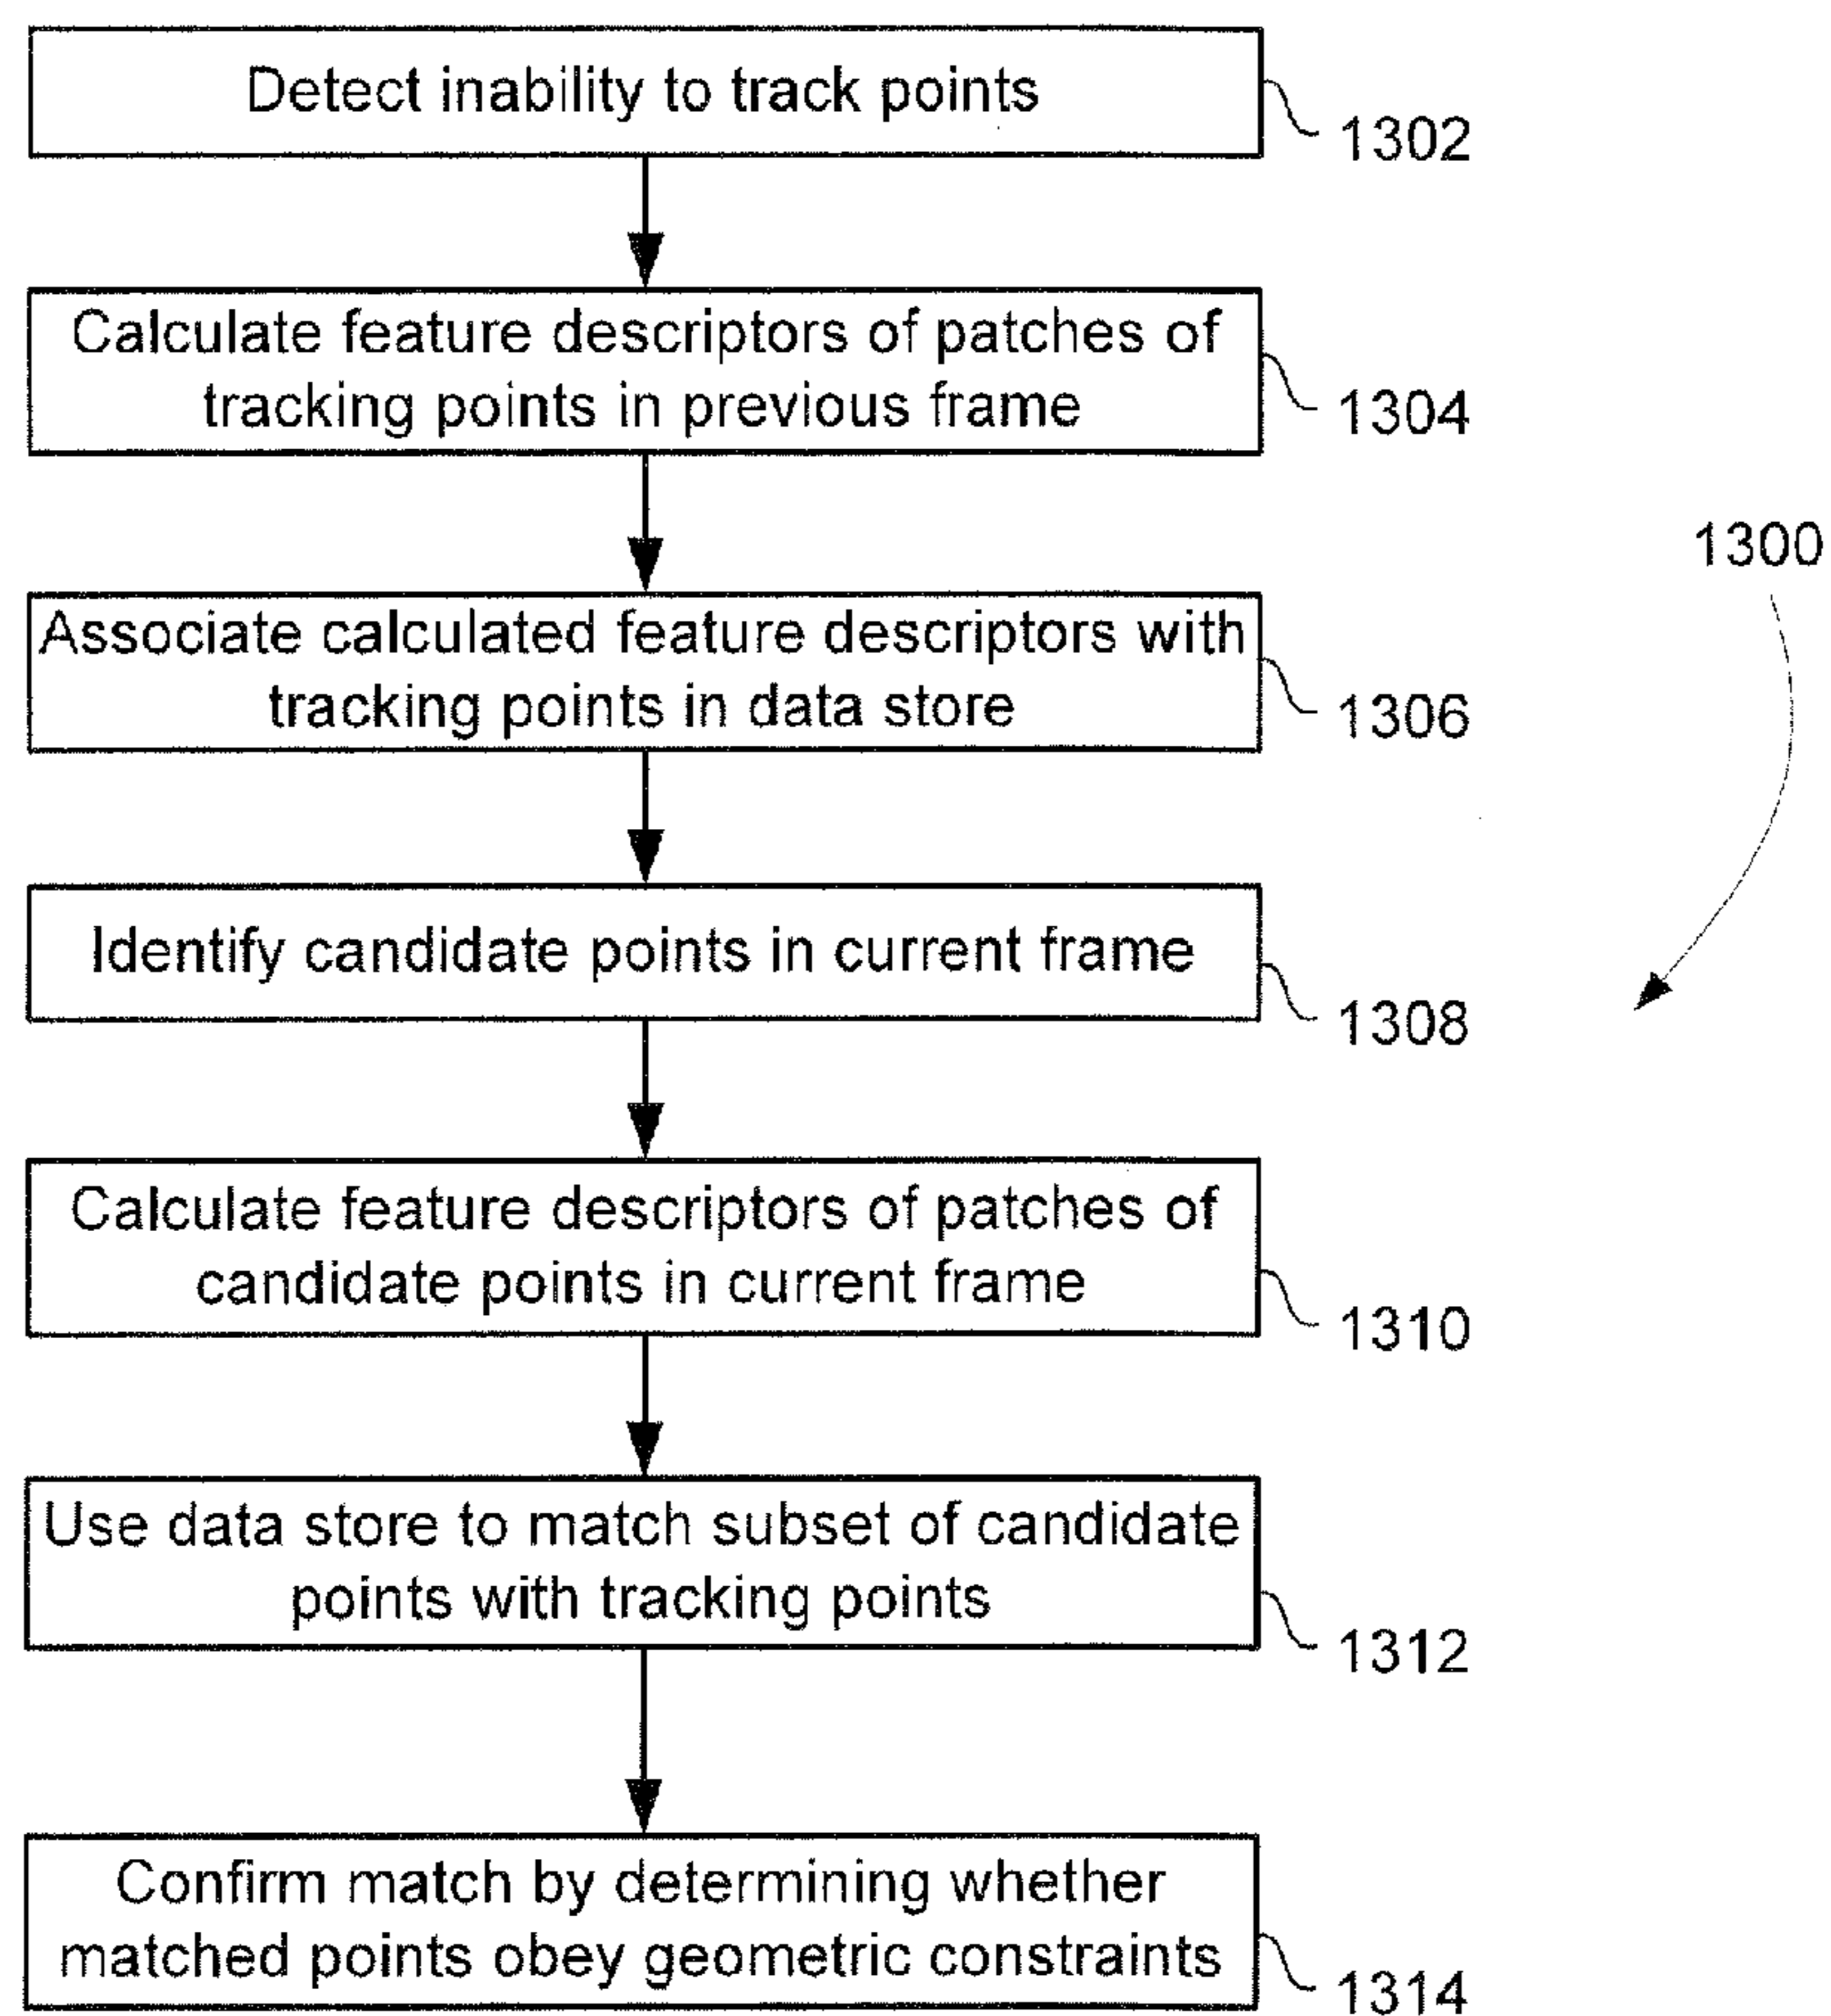 Detect inability to track points
1302
Calculate feature descriptors of patches of
tracking points in previous frame
1304
1300
Associate calculated feature descriptors with
tracking points in data store
1306
Identify candidate points in current frame
1308
Calculate feature descriptors of patches of
candidate points in current frame
1310
Use data store to match subset of candidate
points with tracking points
1312
Confirm match by determining whether
matched points obey geometric constraints
1314